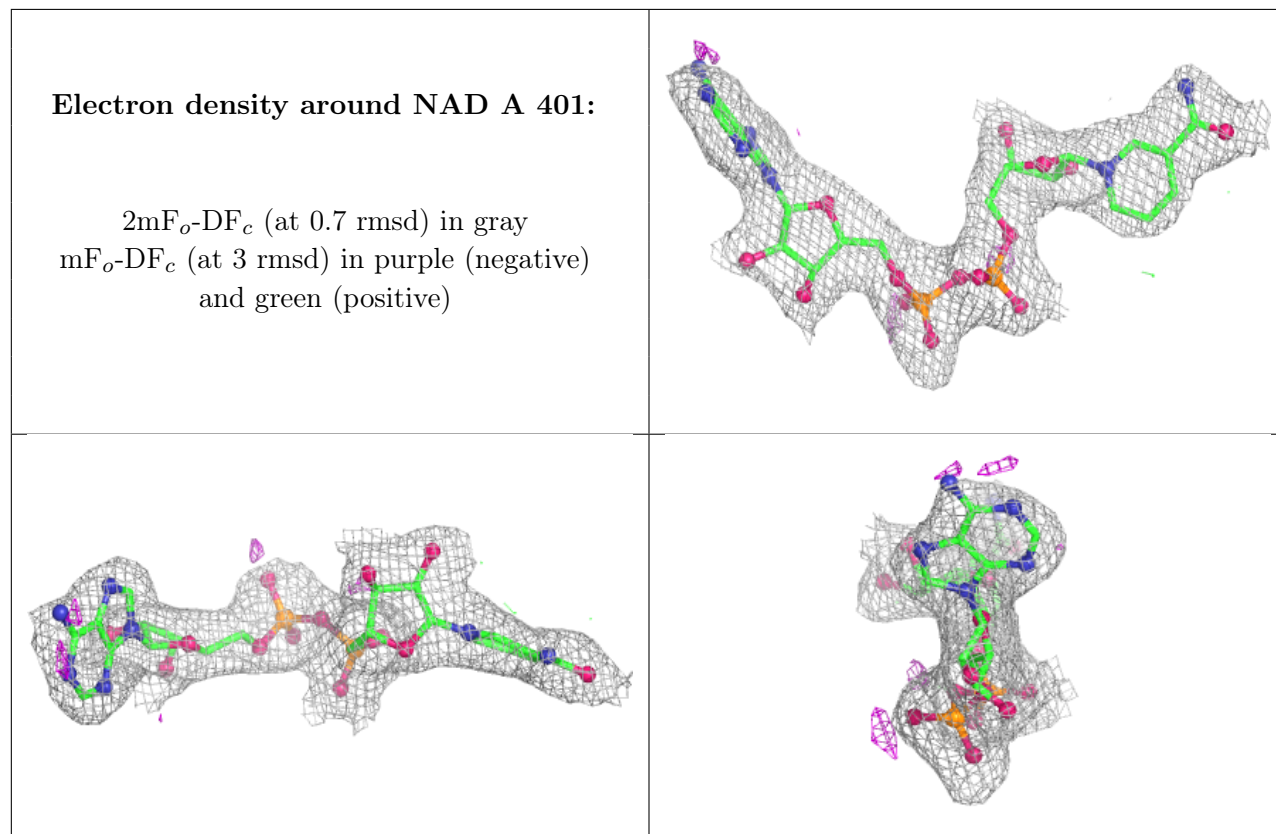 Electron density around NAD A 401:
2mFo-DFc (at 0.7 rmsd) in gray
mFo-DFc (at 3 rmsd) in purple (negative)
and green (positive)